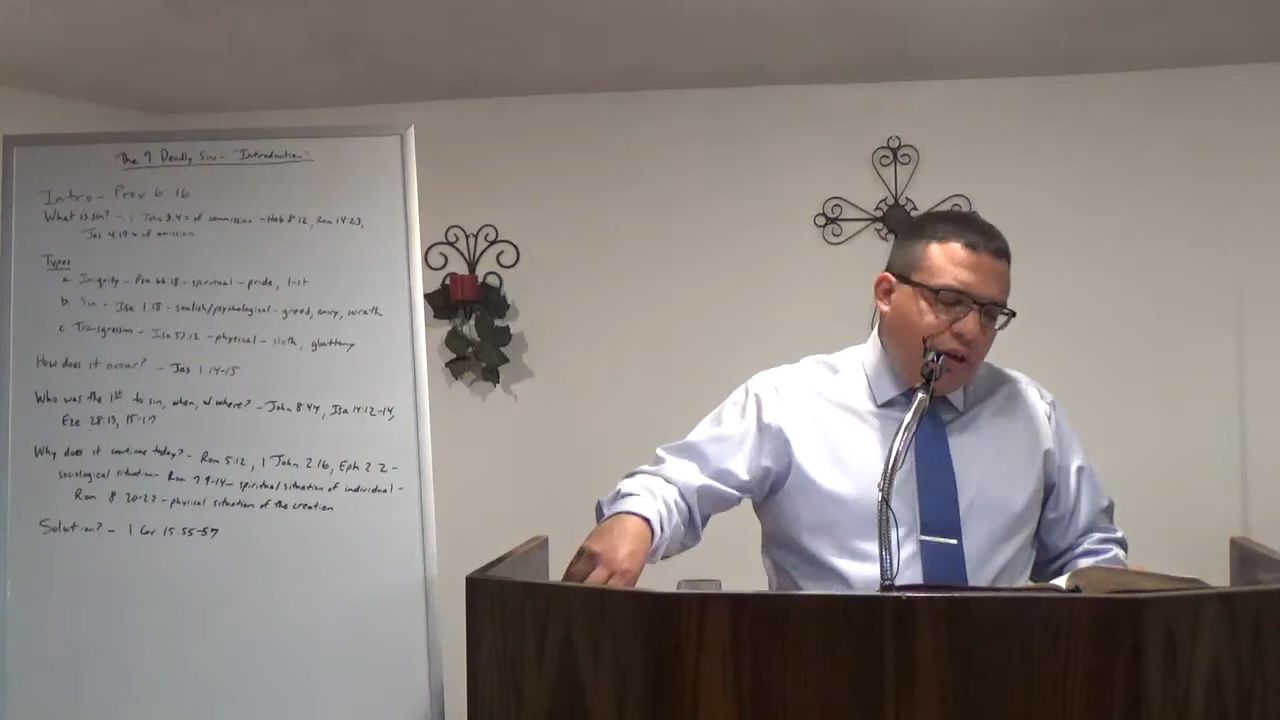 The 7 Deadly Sins - "Introduction"
Intro - Prov 6 16
What is sin? - 1 John 3:4 x of commission - Heb 8:12, Rom 14:23,
Jas 4:17 x of omission
Types
a. Iniquity - Psa 66:18 - spiritual - pride, lust
b. Sin - Isa 1:18 - soulish/psychological - greed, envy, wrath
c. Transgression - Isa 53:12 - physical - sloth, gluttony
How does it occur? - Jas 1:14-15
Who was the 1st to sin, when, where? - John 8:44, Isa 14:12-14,
Eze 28:13, 15-17
Why does it continue today? - Rom 5:12, 1 John 2 16, Eph 2 2 -
sociological situation - Rom 7 9-14 - spiritual situation of individual -
Rom 8 20-22 - physical situation of the creation
Solution? - 1 Cor 15:55-57